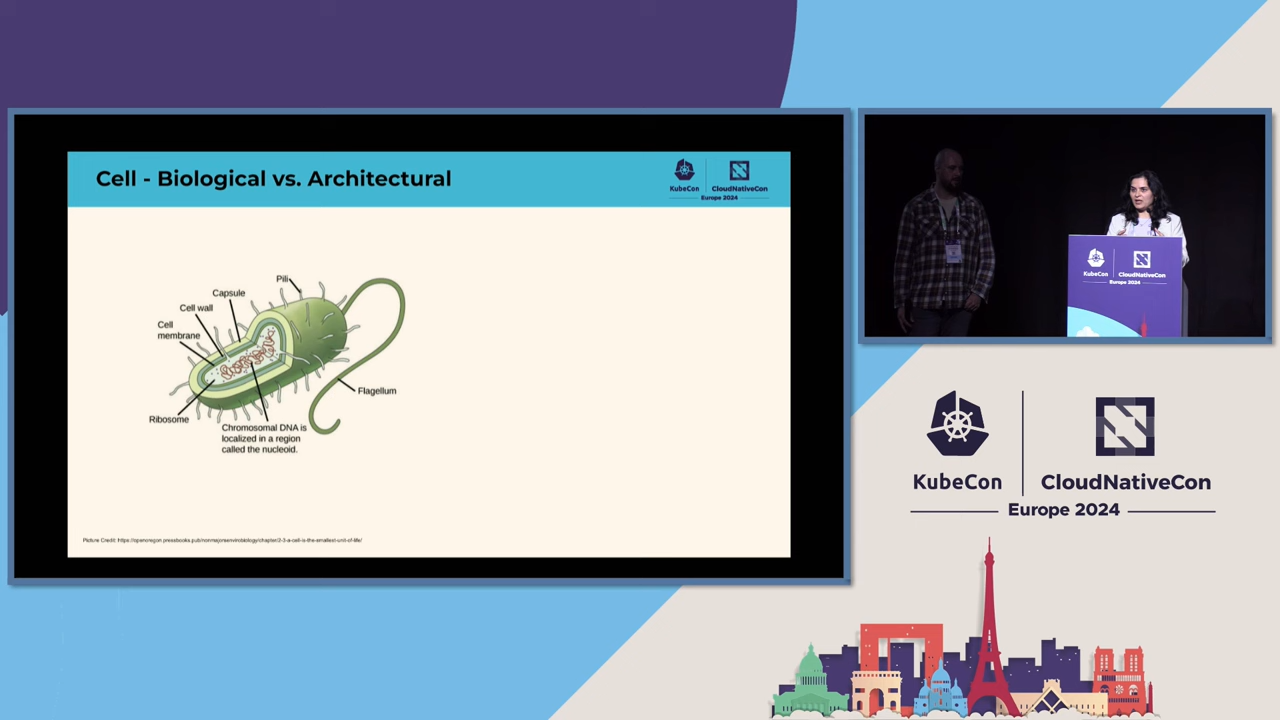 Cell - Biological vs. Architectural
KubeCon
CloudNativeCon
Europe 2024
Pili
Capsule
Cell wall
Cell
membrane
Flagellum
Ribosome
Chromosomal DNA is
localized in a region
called the nucleoid.
Picture Credit: https://openoregon.pressbooks.pub/nonmajorsenvirobiology/chapter/2-3-a-cell-is-the-smallest-unit-of-life/
KubeCon
CloudNativeCon
Europe 2024
KubeCon
CloudNativeCon
Europe 2024